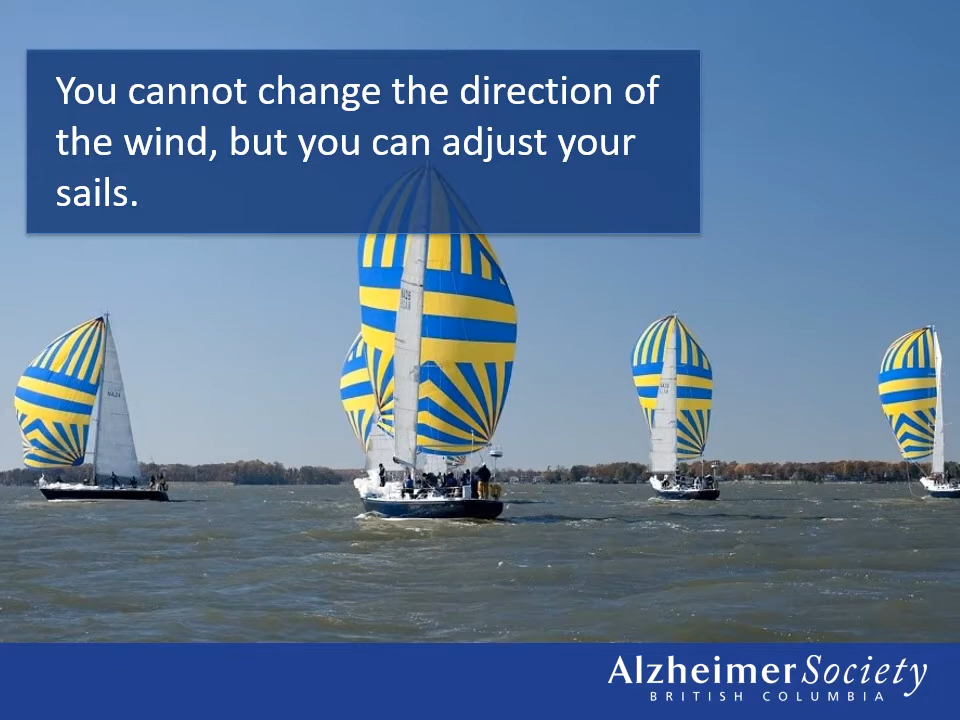 You cannot change the direction of
the wind, but you can adjust your
sails.
Alzheimer Society
BRITISH COLUMBIA